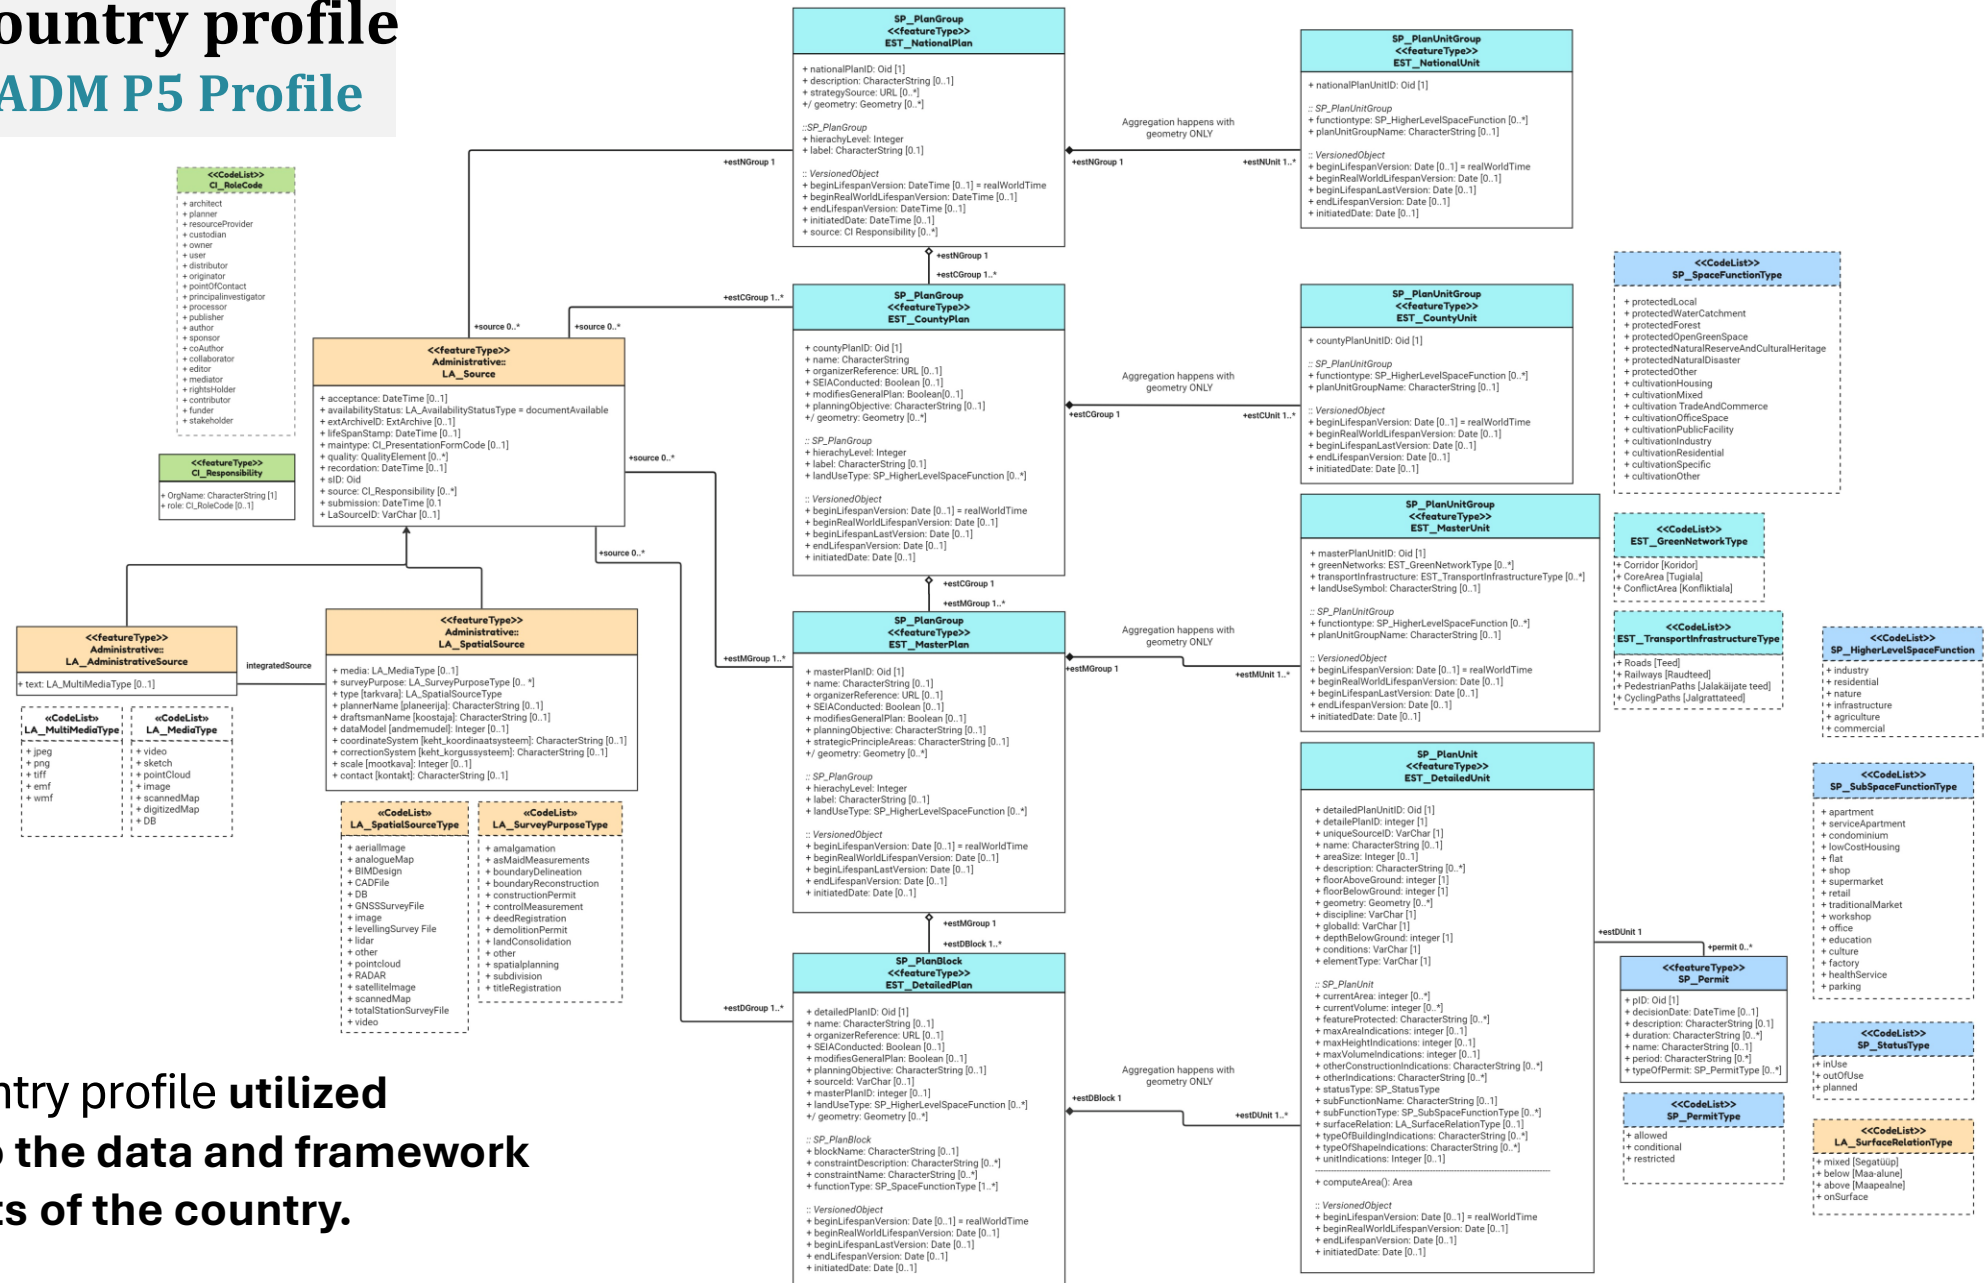 ountry profile
ADM P5 Profile
<<CodeList>>
CI_RoleCode
+ architect
+ planner
+ resourceProvider
+ custodian
+ owner
+ user
+ distributor
+ originator
+ pointOfContact
+ principalinvestigator
+ processor
+ publisher
+ author
+ sponsor
+ coAuthor
+ collaborator
+ editor
+ mediator
+ rightsHolder
+ contributor
+ funder
+ stakeholder
<<featureType>>
CI_Responsibility
+ OrgName: CharacterString [1]
+ role: CI_RoleCode [0..1]
<<featureType>>
Administrative::
LA_Source
+ acceptance: DateTime [0..1]
+ availabilityStatus: LA_AvailabilityStatusType = documentAvailable
+ extArchiveID: ExtArchive [0..1]
+ lifeSpanStamp: DateTime [0..1]
+ maintype: CI_PresentationFormCode [0..1]
+ quality: QualityElement [0..*]
+ recordation: DateTime [0..1]
+ sID: Oid
+ source: CI_Responsibility [0..*]
+ submission: DateTime [0.1
+ LaSourceID: VarChar [0..1]
+source 0..*
+source 0..*
+source 0..*
+source 0..*
<<featureType>>
Administrative::
LA_AdministrativeSource
+ text: LA_MultiMediaType [0..1]
integratedSource
<<featureType>>
Administrative::
LA_SpatialSource
+ media: LA_MediaType [0..1]
+ surveyPurpose: LA_SurveyPurposeType [0.. *]
+ type [tarkvara]: LA_SpatialSourceType
+ plannerName [planeerija]: CharacterString [0..1]
+ draftsmanName [koostaja]: CharacterString [0..1]
+ dataModel [andmemudel]: Integer [0..1]
+ coordinateSystem [keht_koordinaatsysteem]: CharacterString [0..1]
+ correctionSystem [keht_korgussysteem]: CharacterString [0..1]
+ scale [mootkava]: Integer [0..1]
+ contact [kontakt]: CharacterString [0..1]
«CodeList»
LA_MultiMediaType
+ jpeg
+ png
+ tiff
+ emf
+ wmf
«CodeList»
LA_MediaType
+ video
+ sketch
+ pointCloud
+ image
+ scannedMap
+ digitizedMap
+ DB
«CodeList»
LA_SpatialSourceType
+ aerialImage
+ analogueMap
+ BIMDesign
+ CADFile
+ DB
+ GNSSSurveyFile
+ image
+ levellingSurvey File
+ lidar
+ other
+ pointcloud
+ RADAR
+ satelliteImage
+ scannedMap
+ totalStationSurveyFile
+ video
«CodeList»
LA_SurveyPurposeType
+ amalgamation
+ asMaidMeasurements
+ boundaryDelineation
+ boundaryReconstruction
+ constructionPermit
+ controlMeasurement
+ deedRegistration
+ demolitionPermit
+ landConsolidation
+ other
+ spatialplanning
+ subdivision
+ titleRegistration
ntry profile utilized
o the data and framework
ts of the country.
SP_PlanGroup
<<featureType>>
EST_NationalPlan
+ nationalPlanID: Oid [1]
+ description: CharacterString [0..1]
+ strategySource: URL [0..*]
+/ geometry: Geometry [0..*]
::SP_PlanGroup
+ hierachyLevel: Integer
+ label: CharacterString [0.1]
:: VersionedObject
+ beginLifespanVersion: DateTime [0..1] = realWorldTime
+ beginRealWorldLifespanVersion: DateTime [0..1]
+ endLifespanVersion: DateTime [0..1]
+ initiatedDate: DateTime [0..1]
+ source: CI Responsibility [0..*]
+estNGroup 1
+estNGroup 1
Aggregation happens with
geometry ONLY
+estNUnit 1..*
+estNGroup 1
+estCGroup 1..*
SP_PlanUnitGroup
<<featureType>>
EST_NationalUnit
+ nationalPlanUnitID: Oid [1]
:: SP_PlanUnitGroup
+ functiontype: SP_HigherLevelSpaceFunction [0..*]
+ planUnitGroupName: CharacterString [0..1]
:: VersionedObject
+ beginLifespanVersion: Date [0..1] = realWorldTime
+ beginRealWorldLifespanVersion: Date [0..1]
+ beginLifespanLastVersion: Date [0..1]
+ endLifespanVersion: Date [0..1]
+ initiatedDate: Date [0..1]
+estCGroup 1..*
SP_PlanGroup
<<featureType>>
EST_CountyPlan
+ countyPlanID: Oid [1]
+ name: CharacterString
+ organizerReference: URL [0..1]
+ SEIAConducted: Boolean [0..1]
+ modifiesGeneralPlan: Boolean[0..1]
+ planningObjective: CharacterString [0..1]
+/ geometry: Geometry [0..*]
:: SP_PlanGroup
+ hierachyLevel: Integer
+ label: CharacterString [0.1]
+ landUseType: SP_HigherLevelSpaceFunction [0..*]
:: VersionedObject
+ beginLifespanVersion: Date [0..1] = realWorldTime
+ beginRealWorldLifespanVersion: Date [0..1]
+ beginLifespanLastVersion: Date [0..1]
+ endLifespanVersion: Date [0..1]
+ initiatedDate: Date [0..1]
Aggregation happens with
geometry ONLY
+estCGroup 1
+estCUnit 1..*
+estCGroup 1
+estMGroup 1..*
SP_PlanUnitGroup
<<featureType>>
EST_CountyUnit
+ countyPlanUnitID: Oid [1]
:: SP_PlanUnitGroup
+ functiontype: SP_HigherLevelSpaceFunction [0..*]
+ planUnitGroupName: CharacterString [0..1]
:: VersionedObject
+ beginLifespanVersion: Date [0..1] = realWorldTime
+ beginRealWorldLifespanVersion: Date [0..1]
+ beginLifespanLastVersion: Date [0..1]
+ endLifespanVersion: Date [0..1]
+ initiatedDate: Date [0..1]
+estMGroup 1..*
SP_PlanGroup
<<featureType>>
EST_MasterPlan
+ masterPlanID: Oid [1]
+ name: CharacterString [0..1]
+ organizerReference: URL [0..1]
+ SEIAConducted: Boolean [0..1]
+ modifiesGeneralPlan: Boolean [0..1]
+ planningObjective: CharacterString [0..1]
+ strategicPrincipleAreas: CharacterString [0..1]
+/ geometry: Geometry [0..*]
:: SP_PlanGroup
+ hierachyLevel: Integer
+ label: CharacterString [0..1]
+ landUseType: SP_HigherLevelSpaceFunction [0..*]
:: VersionedObject
+ beginLifespanVersion: Date [0..1] = realWorldTime
+ beginRealWorldLifespanVersion: Date [0..1]
+ beginLifespanLastVersion: Date [0..1]
+ endLifespanVersion: Date [0..1]
+ initiatedDate: Date [0..1]
Aggregation happens with
geometry ONLY
+estMGroup 1
+estMUnit 1..*
+estMGroup 1
+estDBlock 1..*
SP_PlanUnitGroup
<<featureType>>
EST_MasterUnit
+ masterPlanUnitID: Oid [1]
+ greenNetworks: EST_GreenNetworkType [0..*]
+ transportInfrastructure: EST_TransportInfrastructureType [0..*]
+ landUseSymbol: CharacterString [0..1]
:: SP_PlanUnitGroup
+ functiontype: SP_HigherLevelSpaceFunction [0..*]
+ planUnitGroupName: CharacterString [0..1]
:: VersionedObject
+ beginLifespanVersion: Date [0..1] = realWorldTime
+ beginRealWorldLifespanVersion: Date [0..1]
+ beginLifespanLastVersion: Date [0..1]
+ endLifespanVersion: Date [0..1]
+ initiatedDate: Date [0..1]
+estDGroup 1..*
SP_PlanBlock
<<featureType>>
EST_DetailedPlan
+ detailedPlanID: Oid [1]
+ name: CharacterString [0..1]
+ organizerReference: URL [0..1]
+ SEIAConducted: Boolean [0..1]
+ modifiesGeneralPlan: Boolean [0..1]
+ planningObjective: CharacterString [0..1]
+ sourceId: VarChar [0..1]
+ masterPlanID: integer [0..1]
+ landUseType: SP_HigherLevelSpaceFunction [0..*]
+/ geometry: Geometry [0..*]
:: SP_PlanBlock
+ blockName: CharacterString [0..1]
+ constraintDescription: CharacterString [0..*]
+ constraintName: CharacterString [0..*]
+ functionType: SP_SpaceFunctionType [1..*]
:: VersionedObject
+ beginLifespanVersion: Date [0..1] = realWorldTime
+ beginRealWorldLifespanVersion: Date [0..1]
+ beginLifespanLastVersion: Date [0..1]
+ endLifespanVersion: Date [0..1]
+ initiatedDate: Date [0..1]
Aggregation happens with
geometry ONLY
+estDBlock 1
+estDUnit 1..*
SP_PlanUnit
<<featureType>>
EST_DetailedUnit
+ detailedPlanUnitID: Oid [1]
+ detailePlanID: integer [1]
+ uniqueSourceID: VarChar [1]
+ name: CharacterString [0..1]
+ areaSize: Integer [0..1]
+ description: CharacterString [0..*]
+ floorAboveGround: integer [1]
+ floorBelowGround: integer [1]
+ geometry: Geometry [0..*]
+ discipline: VarChar [1]
+ globalId: VarChar [1]
+ depthBelowGround: integer [1]
+ conditions: VarChar [1]
+ elementType: VarChar [1]
:: SP_PlanUnit
+ currentArea: integer [0..*]
+ currentVolume: integer [0..*]
+ featureProtected: CharacterString [0..*]
+ maxAreaIndications: integer [0..1]
+ maxHeightIndications: integer [0..1]
+ maxVolumeIndications: integer [0..1]
+ otherConstructionIndications: CharacterString [0..*]
+ otherIndications: CharacterString [0..*]
+ statusType: SP_StatusType
+ subFunctionName: CharacterString [0..1]
+ subFunctionType: SP_SubSpaceFunctionType [0..*]
+ surfaceRelation: LA_SurfaceRelationType [0..1]
+ typeOfBuildingIndications: CharacterString [0..*]
+ typeOfShapeIndications: CharacterString [0..*]
+ unitIndications: Integer [0..1]
+ computeArea(): Area
:: VersionedObject
+ beginLifespanVersion: Date [0..1] = realWorldTime
+ beginRealWorldLifespanVersion: Date [0..1]
+ endLifespanVersion: Date [0..1]
+ initiatedDate: Date [0..1]
<<CodeList>>
SP_SpaceFunctionType
+ protectedLocal
+ protectedWaterCatchment
+ protectedForest
+ protectedOpenGreenSpace
+ protectedNaturalReserveAndCulturalHeritage
+ protectedNaturalDisaster
+ protectedOther
+ cultivationHousing
+ cultivationMixed
+ cultivation TradeAndCommerce
+ cultivationOfficeSpace
+ cultivationPublicFacility
+ cultivationIndustry
+ cultivationResidential
+ cultivationSpecific
+ cultivationOther
<<CodeList>>
EST_GreenNetworkType
+ Corridor [Koridor]
+ CoreArea [Tugiala]
+ ConflictArea [Konfliktiala]
<<CodeList>>
EST_TransportInfrastructureType
+ Roads [Teed]
+ Railways [Raudteed]
+ PedestrianPaths [Jalakäijate teed]
+ CyclingPaths [Jalgrattateed]
<<CodeList>>
SP_HigherLevelSpaceFunction
+ industry
+ residential
+ nature
+ infrastructure
+ agriculture
+ commercial
<<CodeList>>
SP_SubSpaceFunctionType
+ apartment
+ serviceApartment
+ condominium
+ lowCostHousing
+ flat
+ shop
+ supermarket
+ retail
+ traditionalMarket
+ workshop
+ office
+ education
+ culture
+ factory
+ healthService
+ parking
+estDUnit 1
+permit 0..*
<<featureType>>
SP_Permit
+ pID: Oid [1]
+ decisionDate: DateTime [0..1]
+ description: CharacterString [0.1]
+ duration: CharacterString [0..*]
+ name: CharacterString [0..1]
+ period: CharacterString [0.*]
+ typeOfPermit: SP_PermitType [0..*]
<<CodeList>>
SP_PermitType
+ allowed
+ conditional
+ restricted
<<CodeList>>
SP_StatusType
+ inUse
+ outOfUse
+ planned
<<CodeList>>
LA_SurfaceRelationType
+ mixed [Segatüüp]
+ below [Maa-alune]
+ above [Maapealne]
+ onSurface